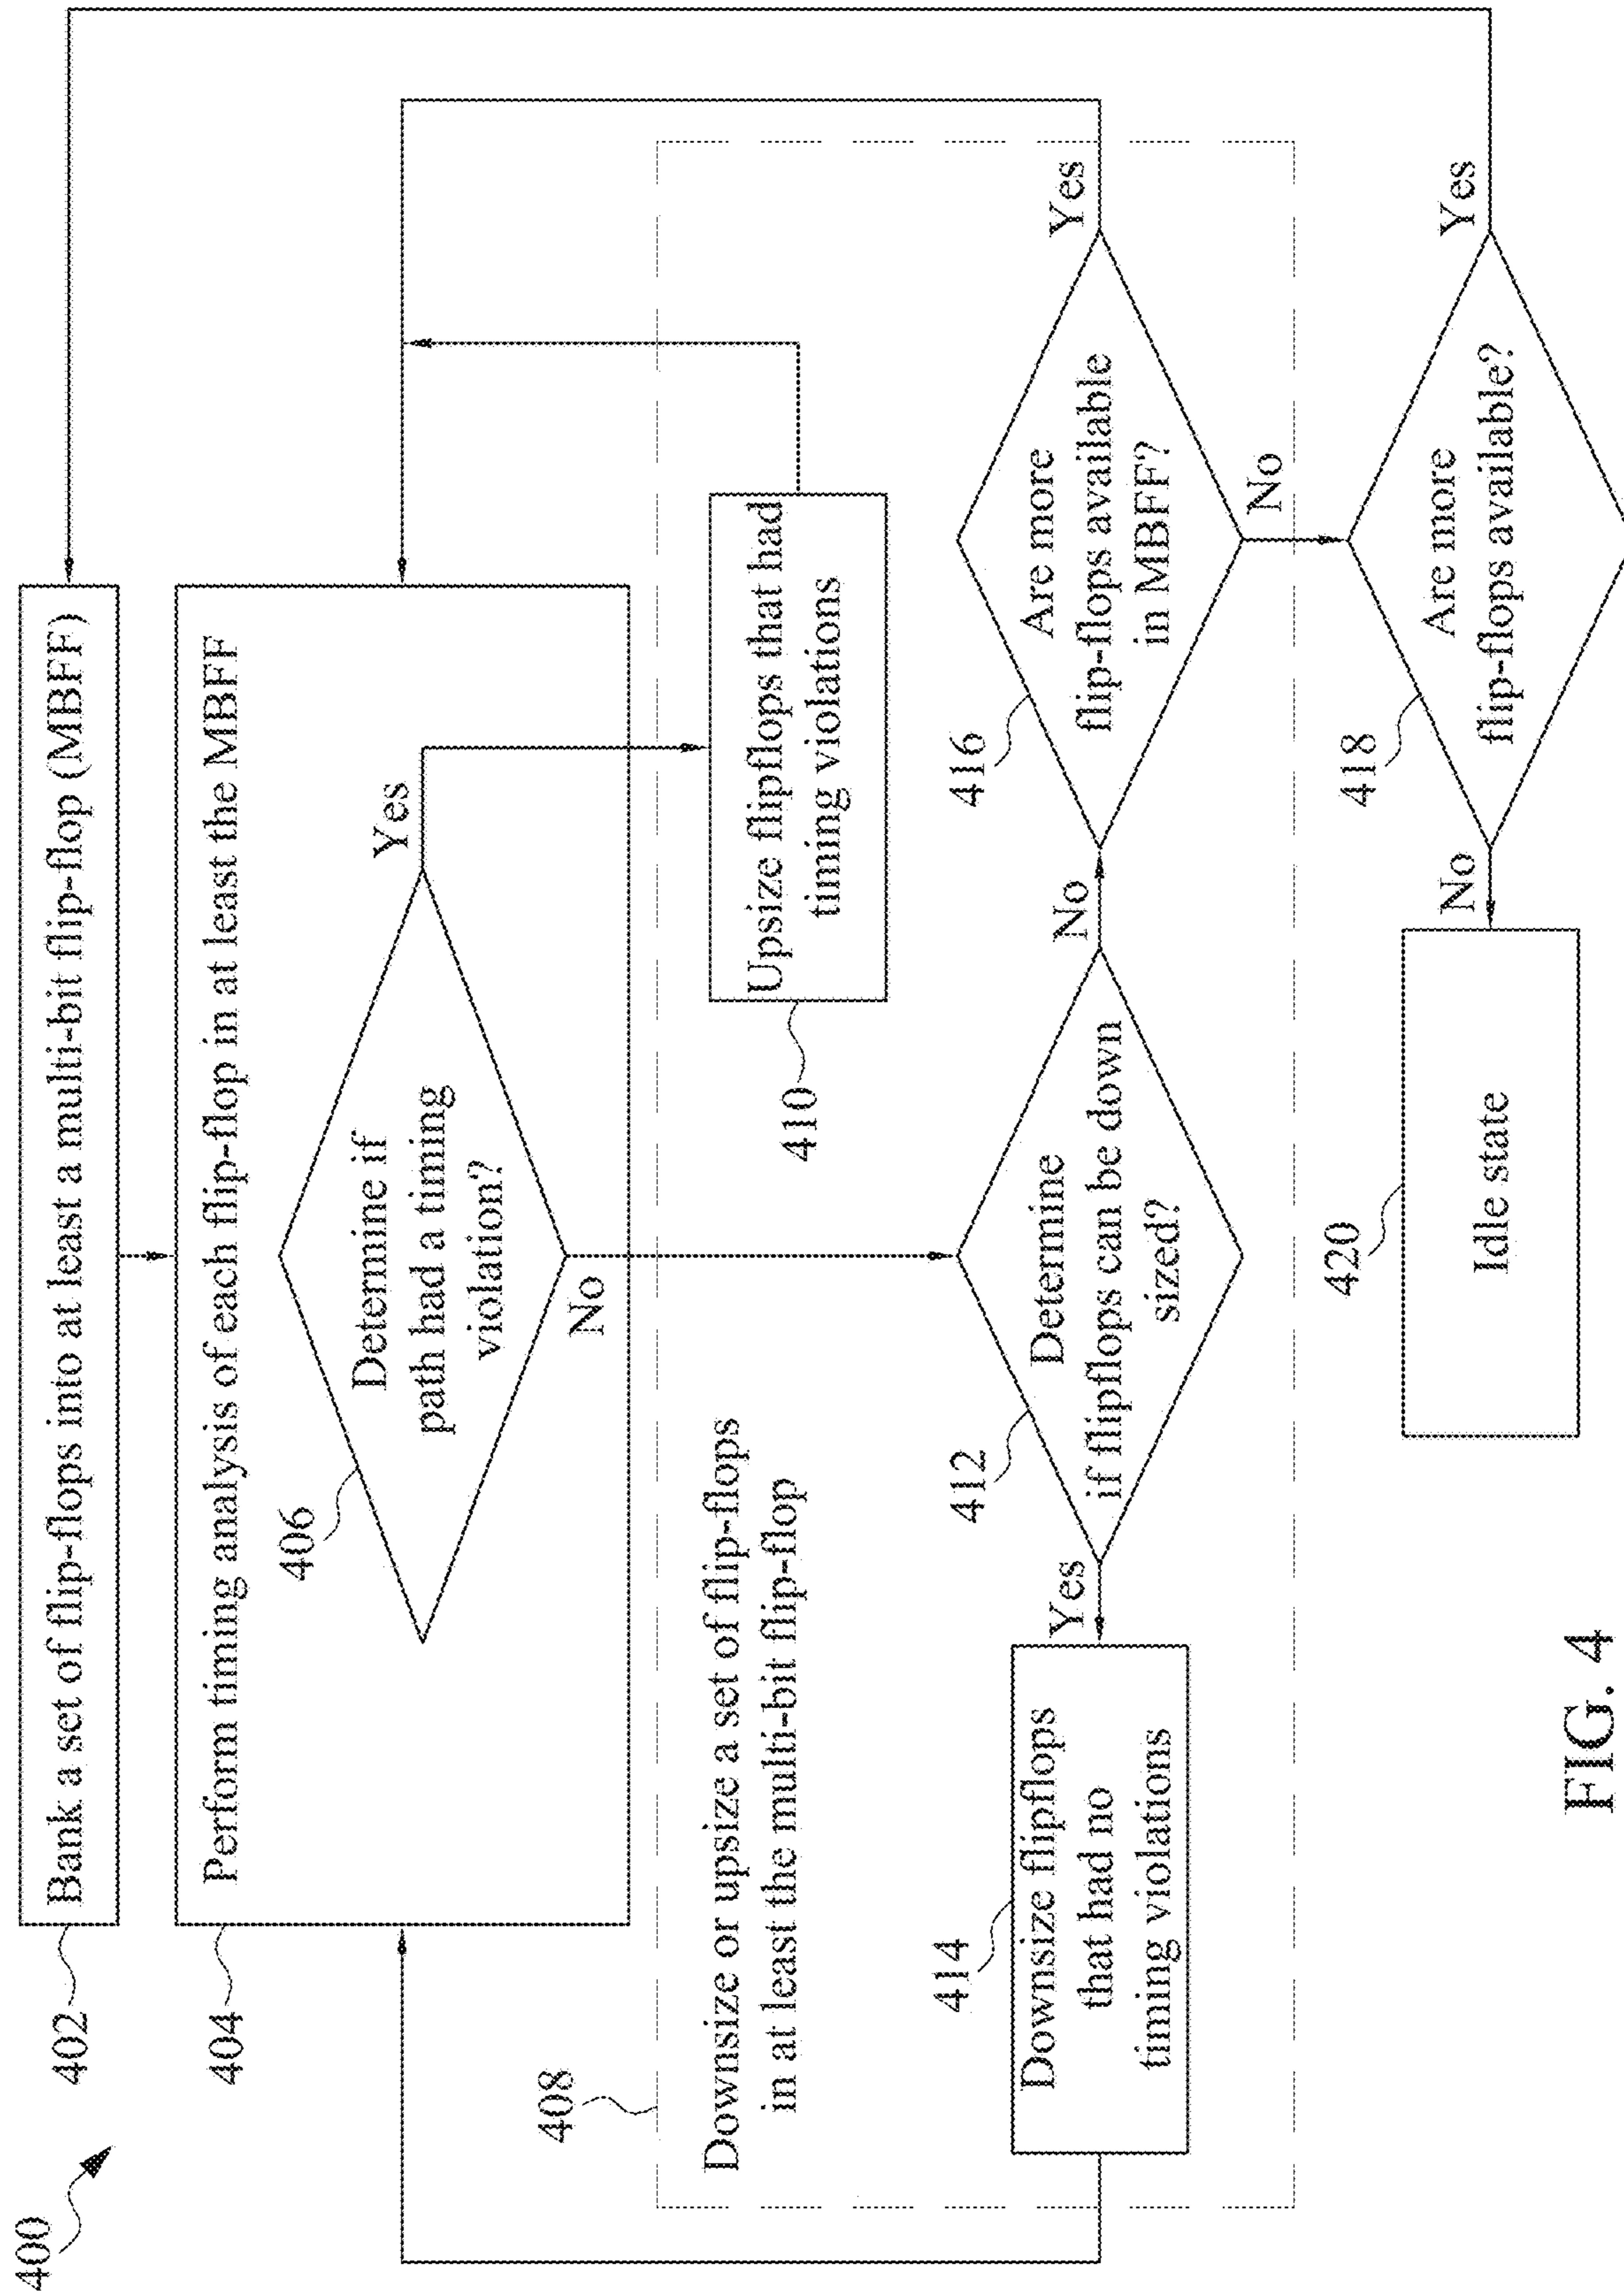 400
402
Bank a set of flip-flops into at least a multi-bit flip-flop (MBFF)
404
Perform timing analysis of each flip-flop in at least the MBFF
406
Determine if
path had a timing
violation?
Yes
No
408
Downsize or upsize a set of flip-flops
in at least the multi-bit flip-flop
410
Upsize flipflops that had
timing violations
412
Determine
if flipflops can be down
sized?
Yes
No
414
Downsize flipflops
that had no
timing violations
416
Are more
flip-flops available
in MBFF?
Yes
No
418
Are more
flip-flops available?
Yes
No
420
Idle state
FIG. 4